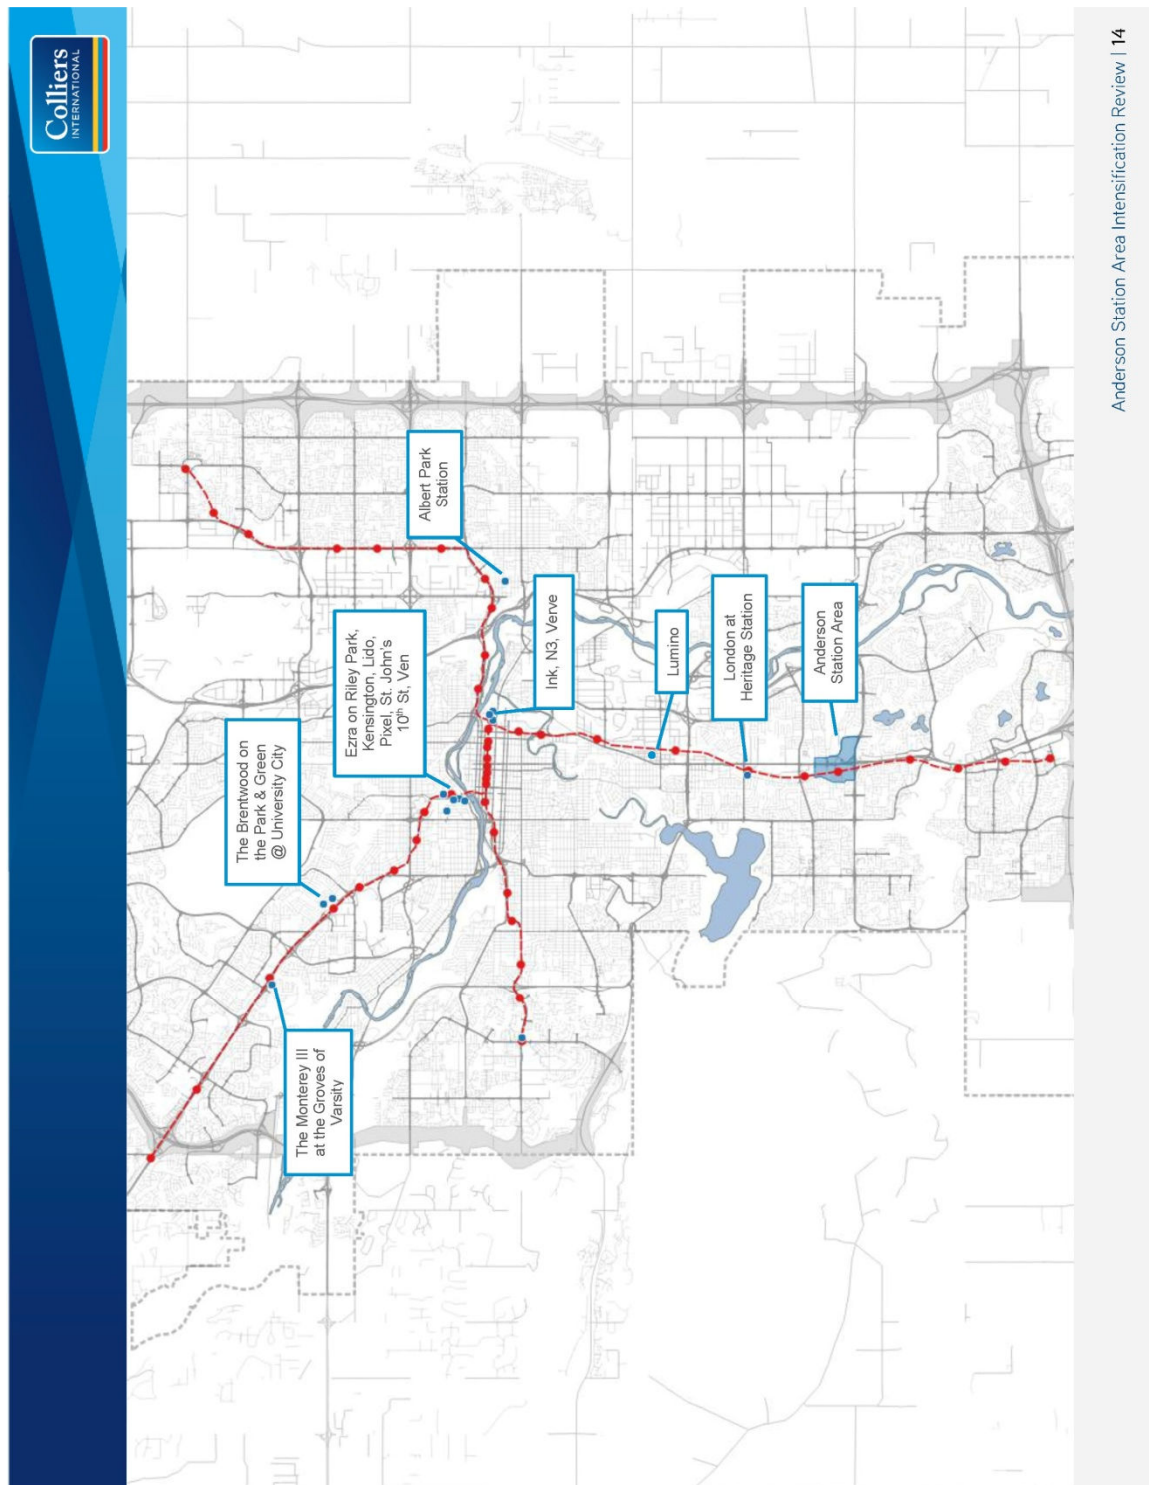 Colliers
INTERNATIONAL
The Brentwood on
the Park & Green
@ University City
Ezra on Riley Park,
Kensington, Lido,
Pixel, St. John's
10th St, Ven
Albert Park
Station
The Monterey III
at the Groves of
Varsity
Ink, N3, Verve
Lumino
London at
Heritage Station
Anderson
Station Area
Anderson Station Area Intensification Review | 14